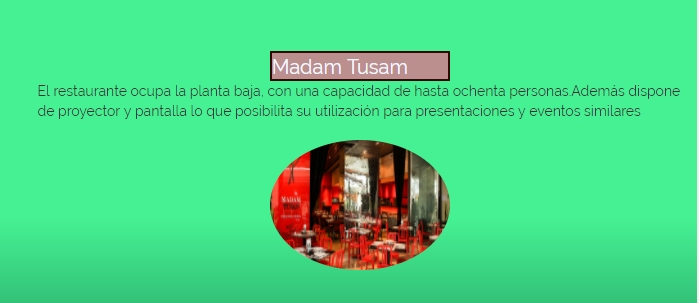 Madam Tusam
El restaurante ocupa la planta baja, con una capacidad de hasta ochenta personas.Además dispone
de proyector y pantalla lo que posibilita su utilización para presentaciones y eventos similares
MADAM